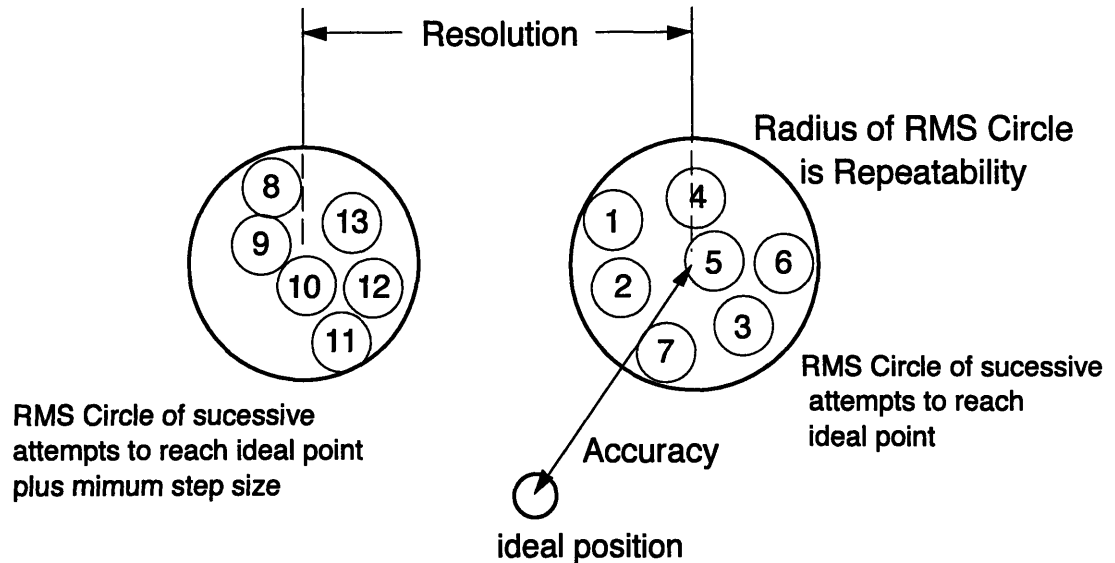 Resolution
Radius of RMS Circle
is Repeatability
8
13
9
10
12
11
4
1
5
6
2
3
7
RMS Circle of sucessive
attempts to reach ideal point
plus mimum step size
RMS Circle of sucessive
attempts to reach
ideal point
Accuracy
ideal position